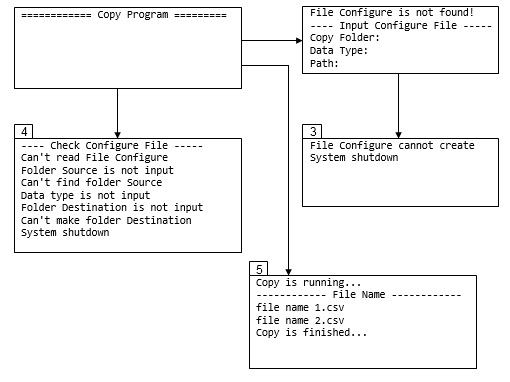 ============ Copy Program =========
File Configure is not found!
---- Input Configure File -----
Copy Folder:
Data Type:
Path:
4
---- Check Configure File -----
Can't read File Configure
Folder Source is not input
Can't find folder Source
Data type is not input
Folder Destination is not input
Can't make folder Destination
System shutdown
3
File Configure cannot create
System shutdown
5
Copy is running...
------------ File Name ------------
file name 1.csv
file name 2.csv
Copy is finished...